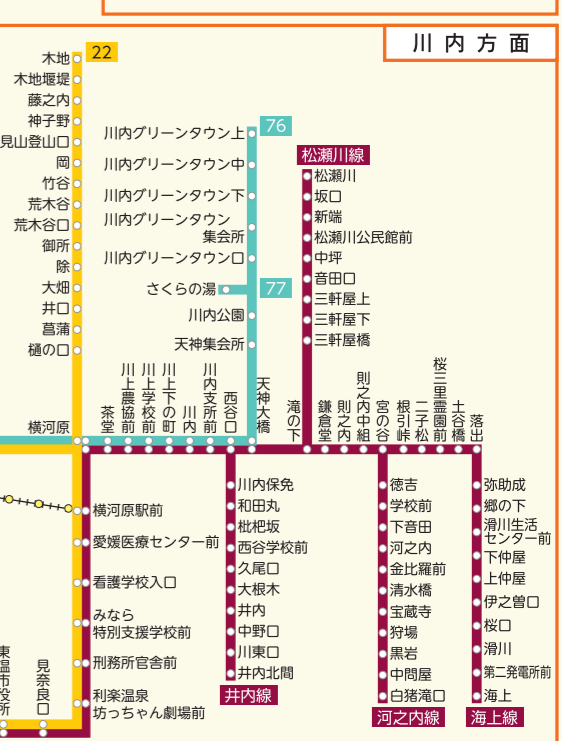 川内方面
22
木地
木地堰堤
藤之内
神子野
見山登山口
岡
竹谷
荒木谷
荒木谷口
御所
除
大畑
井口
菖蒲
樋の口
横河原
76
川内グリーンタウン上
川内グリーンタウン中
川内グリーンタウン下
川内グリーンタウン
集会所
川内グリーンタウン口
さくらの湯
77
川内公園
天神集会所
松瀬川線
松瀬川
坂口
新端
松瀬川公民館前
中坪
音田口
三軒屋上
三軒屋下
三軒屋橋
茶堂
川上農協前
川上学校前
川上下の町
川内
川内支所前
西谷口
天神大橋
滝の下
鎌倉堂
則之内
則之内中組
宮の谷
根引峠
二子松
桜三里霊園前
土谷橋
落出
横河原駅前
愛媛医療センター前
看護学校入口
みなら
特別支援学校前
刑務所官舎前
利楽温泉
坊っちゃん劇場前
東温市役所
見奈良口
川内保免
和田丸
枇杷坂
西谷学校前
久尾口
大根木
井内
中野口
川東口
井内北間
井内線
徳吉
学校前
下音田
河之内
金比羅前
清水橋
宝蔵寺
狩場
黒岩
中問屋
白猪滝口
河之内線
弥助成
郷の下
滑川生活
センター前
下仲屋
上仲屋
伊之曽口
桜口
滑川
第二発電所前
海上
海上線